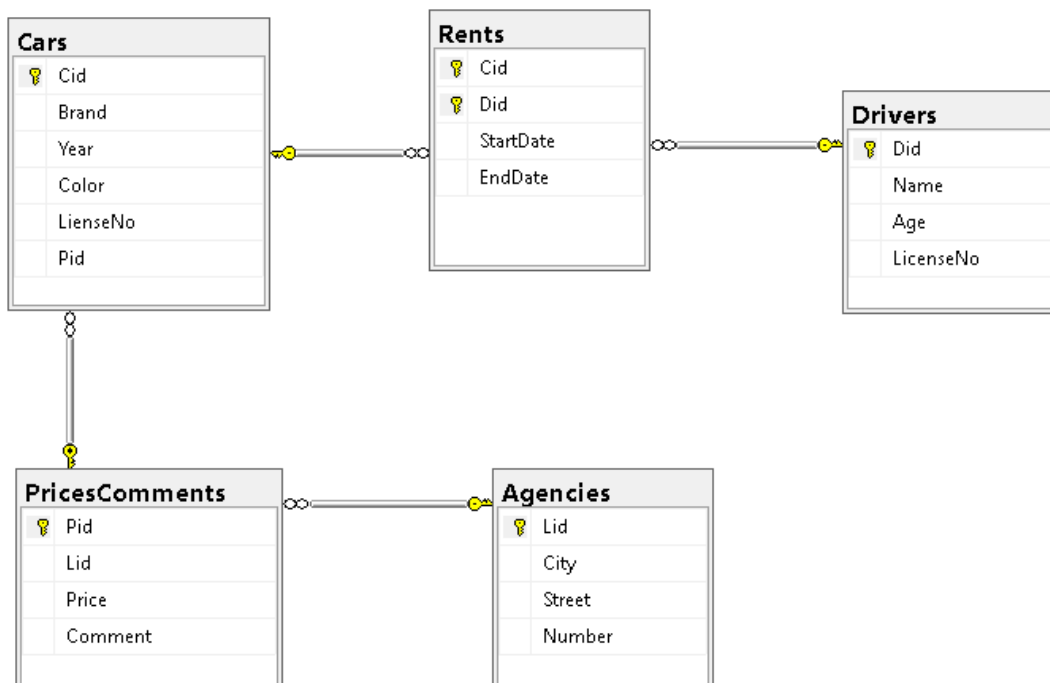 Cars
Cid
Brand
Year
Color
LienseNo
Pid
Rents
Cid
Did
StartDate
EndDate
Drivers
Did
Name
Age
LicenseNo
PricesComments
Pid
Lid
Price
Comment
Agencies
Lid
City
Street
Number